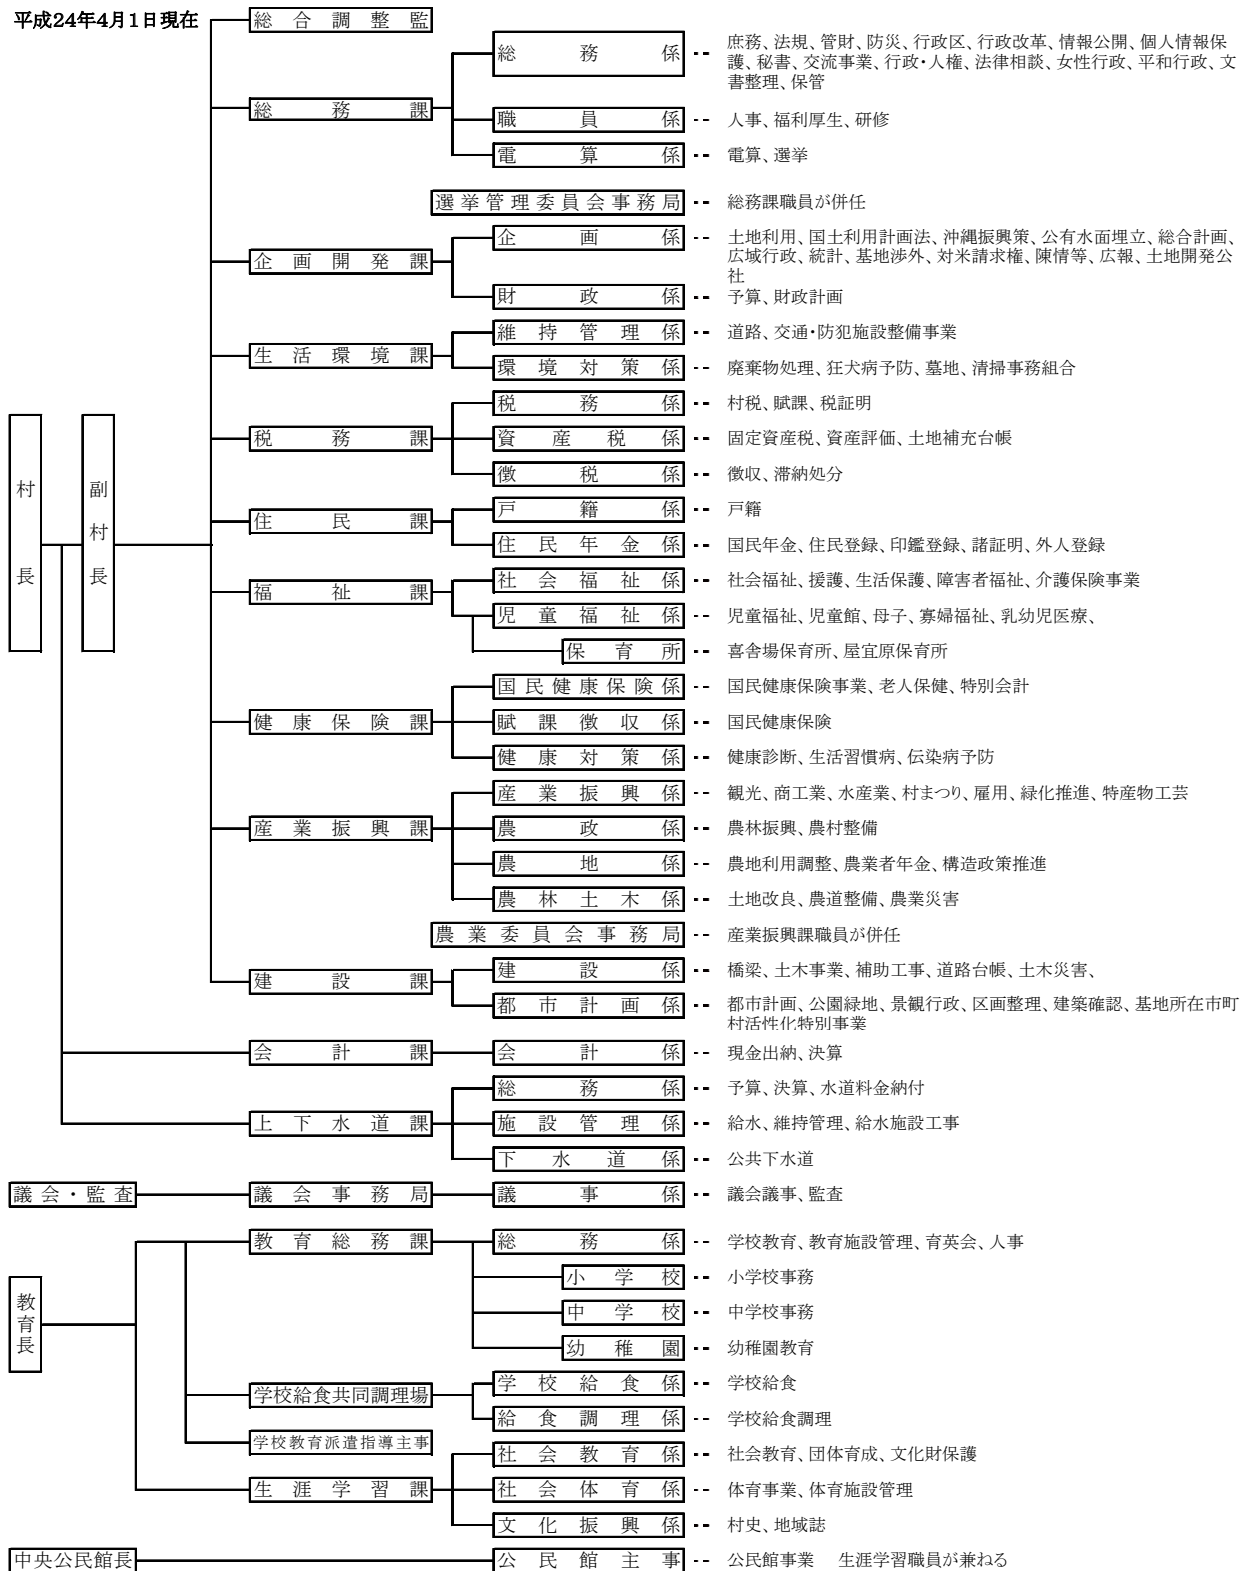 平成24年4月1日現在
総合調整監
総務課
総務係 -- 庶務、法規、管財、防災、行政区、行政改革、情報公開、個人情報保
護、秘書、交流事業、行政・人権、法律相談、女性行政、平和行政、文
書整理、保管
職員係 -- 人事、福利厚生、研修
電算係 -- 電算、選挙
選挙管理委員会事務局 -- 総務課職員が併任
企画開発課
企画係 -- 土地利用、国土利用計画法、沖縄振興策、公有水面埋立、総合計画、
広域行政、統計、基地渉外、対米請求権、陳情等、広報、土地開発公
社
財政係 -- 予算、財政計画
生活環境課
維持管理係 -- 道路、交通・防犯施設整備事業
環境対策係 -- 廃棄物処理、狂犬病予防、墓地、清掃事務組合
村長
副村長
税務課
税務係 -- 村税、賦課、税証明
資産税係 -- 固定資産税、資産評価、土地補充台帳
徴税係 -- 徴収、滞納処分
住民課
戸籍係 -- 戸籍
住民年金係 -- 国民年金、住民登録、印鑑登録、諸証明、外人登録
福祉課
社会福祉係 -- 社会福祉、援護、生活保護、障害者福祉、介護保険事業
児童福祉係 -- 児童福祉、児童館、母子、寡婦福祉、乳幼児医療、
保育所 -- 喜舎場保育所、屋宜原保育所
健康保険課
国民健康保険係 -- 国民健康保険事業、老人保健、特別会計
賦課徴収係 -- 国民健康保険
健康対策係 -- 健康診断、生活習慣病、伝染病予防
産業振興課
産業振興係 -- 観光、商工業、水産業、村まつり、雇用、緑化推進、特産物工芸
農政係 -- 農林振興、農村整備
農地係 -- 農地利用調整、農業者年金、構造政策推進
農林土木係 -- 土地改良、農道整備、農業災害
農業委員会事務局 -- 産業振興課職員が併任
建設課
建設係 -- 橋梁、土木事業、補助工事、道路台帳、土木災害、
都市計画係 -- 都市計画、公園緑地、景観行政、区画整理、建築確認、基地所在市町
村活性化特別事業
会計課
会計係 -- 現金出納、決算
上下水道課
総務係 -- 予算、決算、水道料金納付
施設管理係 -- 給水、維持管理、給水施設工事
下水道係 -- 公共下水道
議会・監査
議会事務局
議事係 -- 議会議事、監査
教育長
教育総務課
総務係 -- 学校教育、教育施設管理、育英会、人事
小学校 -- 小学校事務
中学校 -- 中学校事務
幼稚園 -- 幼稚園教育
学校給食共同調理場
学校給食係 -- 学校給食
給食調理係 -- 学校給食調理
学校教育派遣指導主事
生涯学習課
社会教育係 -- 社会教育、団体育成、文化財保護
社会体育係 -- 体育事業、体育施設管理
文化振興係 -- 村史、地域誌
中央公民館長
公民館主事 -- 公民館事業 生涯学習職員が兼ねる